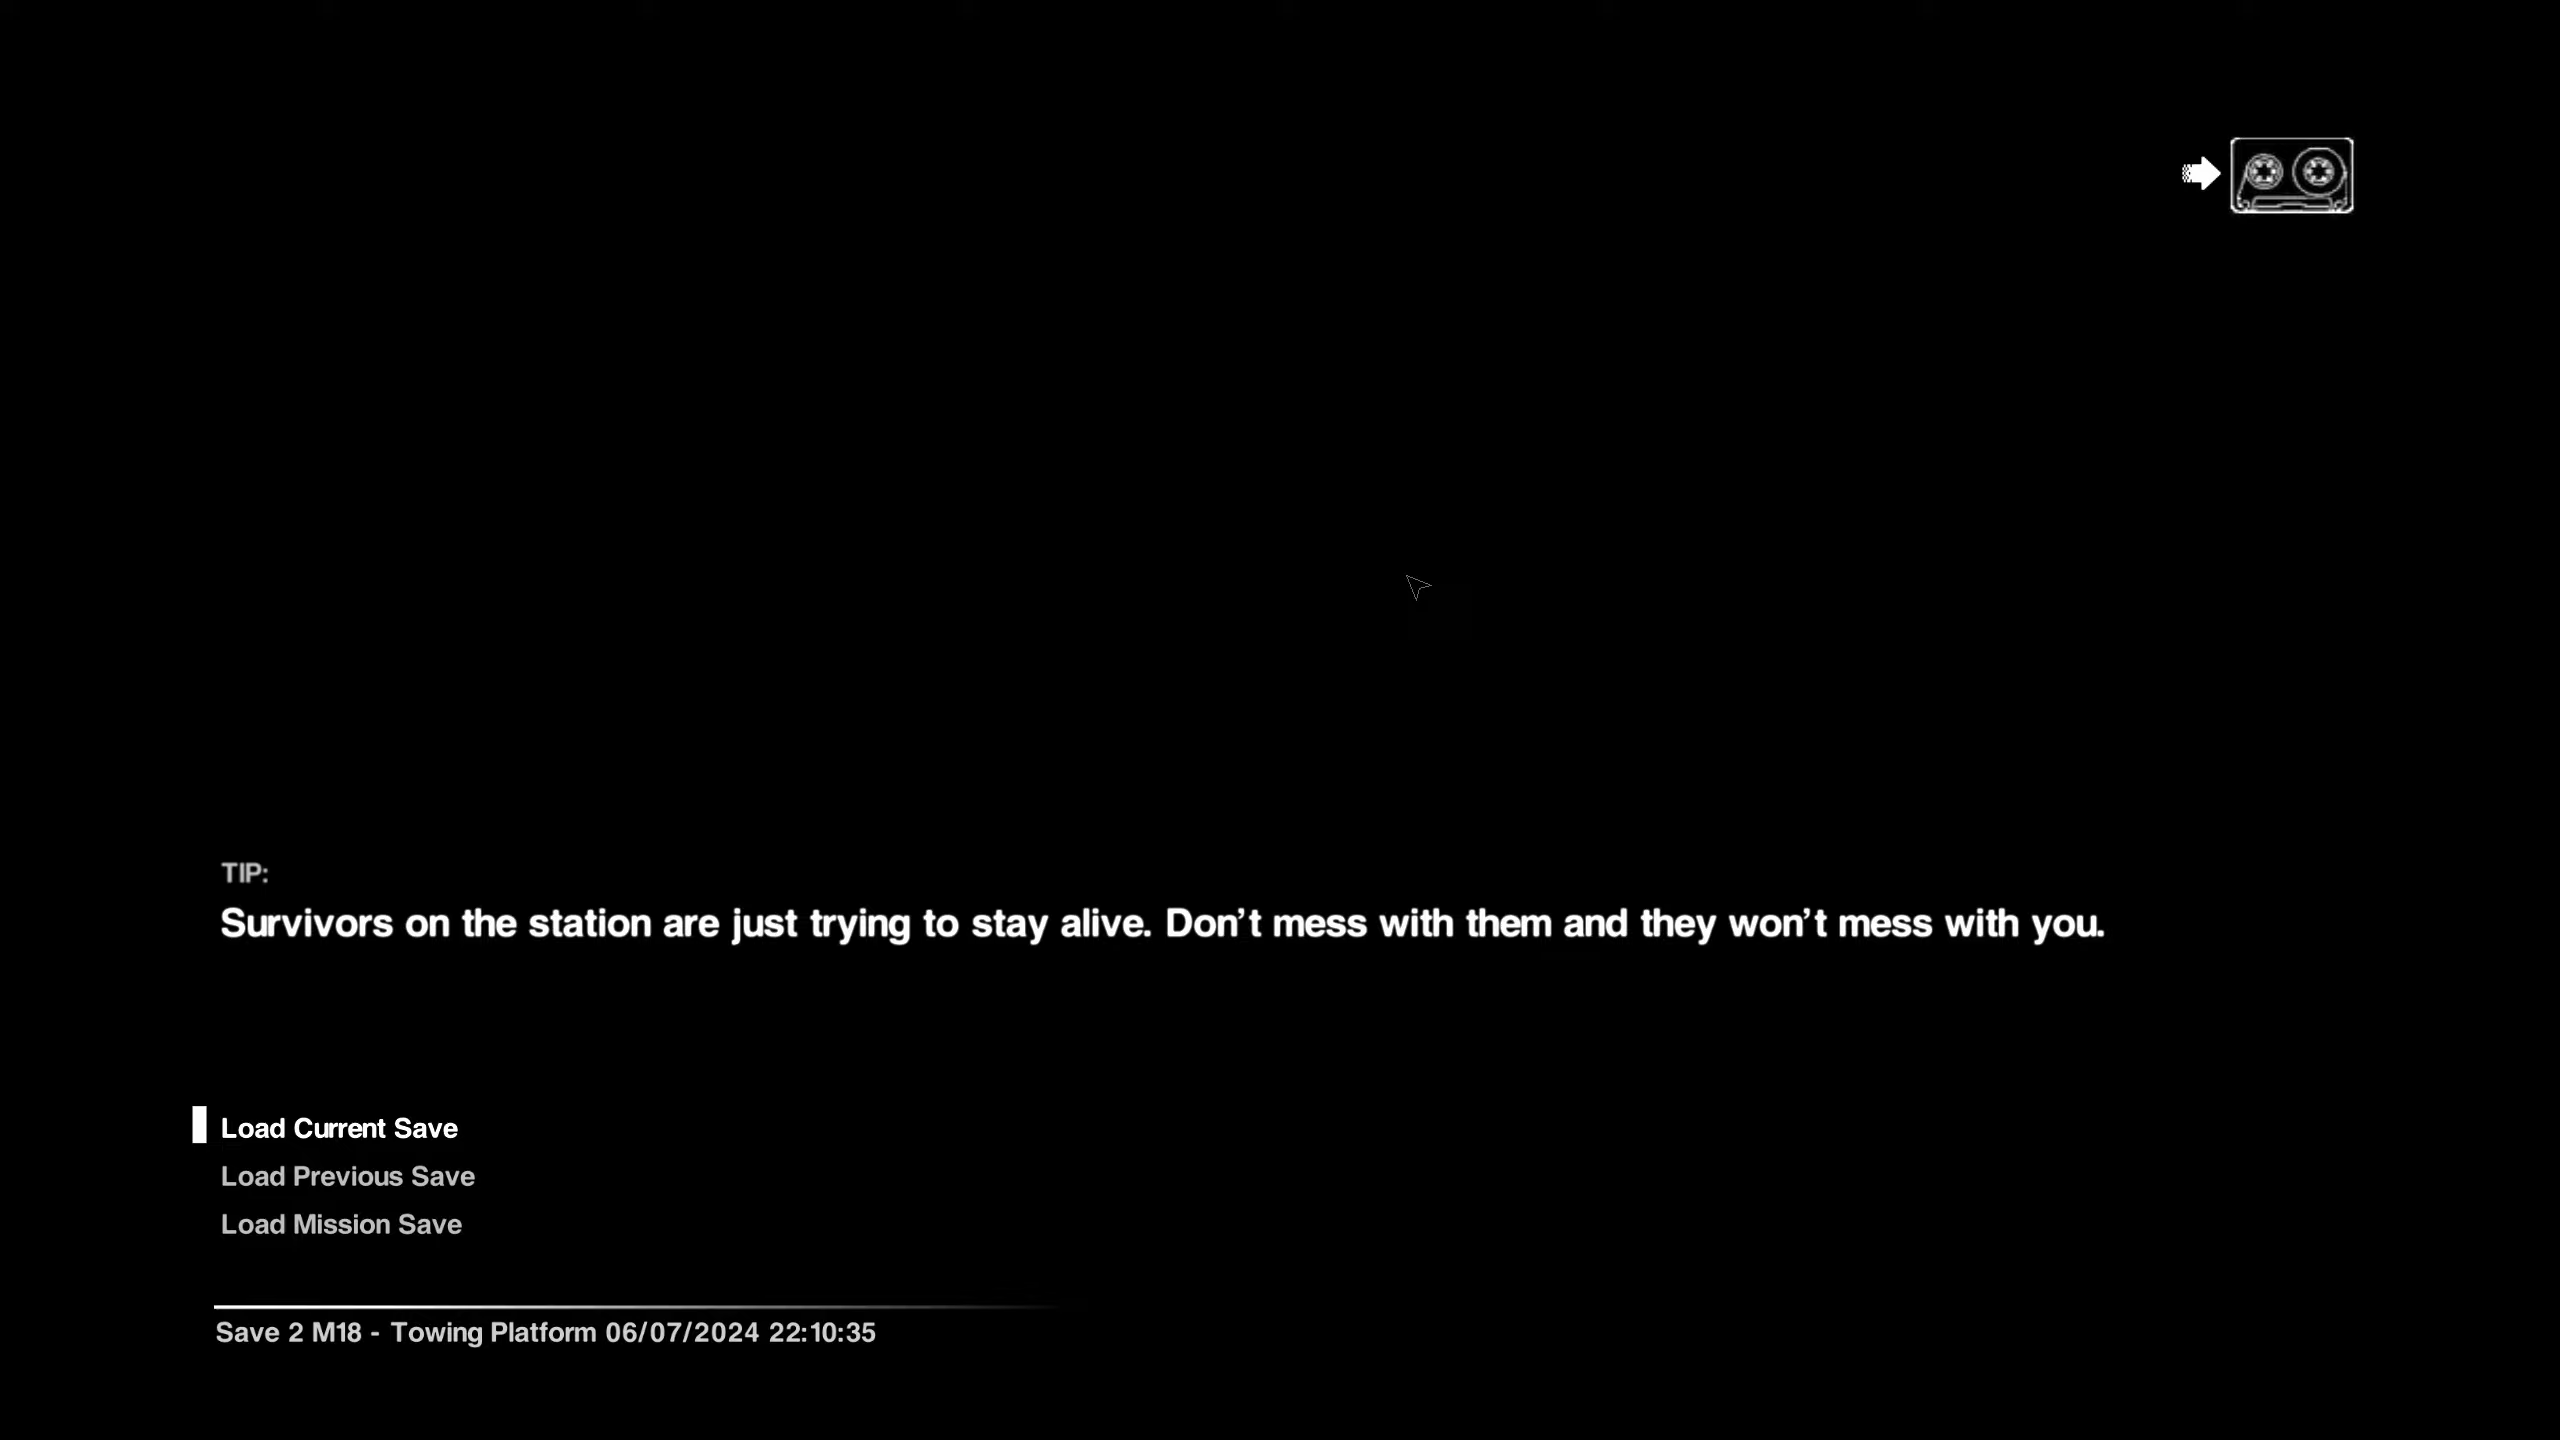 TIP:
Survivors on the station are just trying to stay alive. Don’t mess with them and they won’t mess with you.
Load Current Save
Load Previous Save
Load Mission Save
Save 2 M18 - Towing Platform 06/07/2024 22:10:35